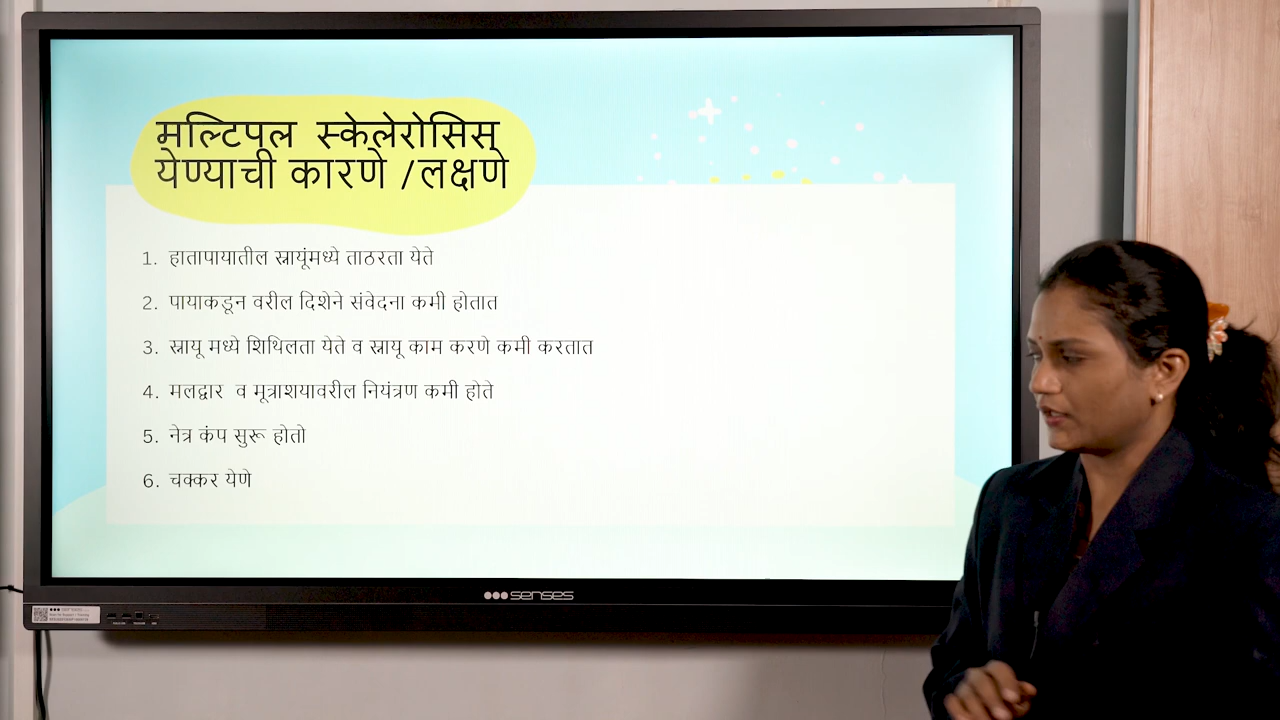 मल्टिपल स्केलेरोसिस्
येण्याची कारणे /लक्षणे
1. हातापायातील स्नायूंमध्ये ताठरता येते
2. पायाकडून वरील दिशेने संवेदना कमी होतात
3. स्नायू मध्ये शिथिलता येते व स्नायू काम करणे कमी करतात
4. मलद्वार व मूत्राशयावरील नियंत्रण कमी होते
5. नेत्र कंप सुरू होतो
6. चक्कर येणे
senses